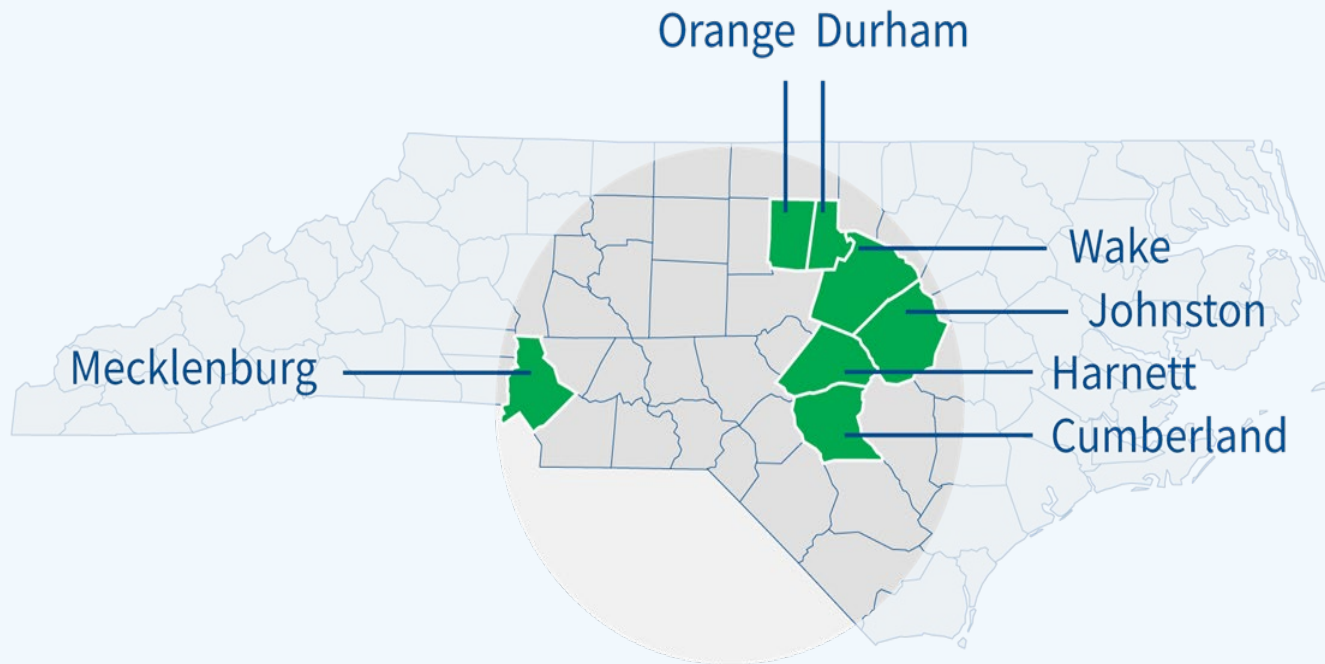 Orange Durham
Wake
Johnston
Mecklenburg
Harnett
Cumberland